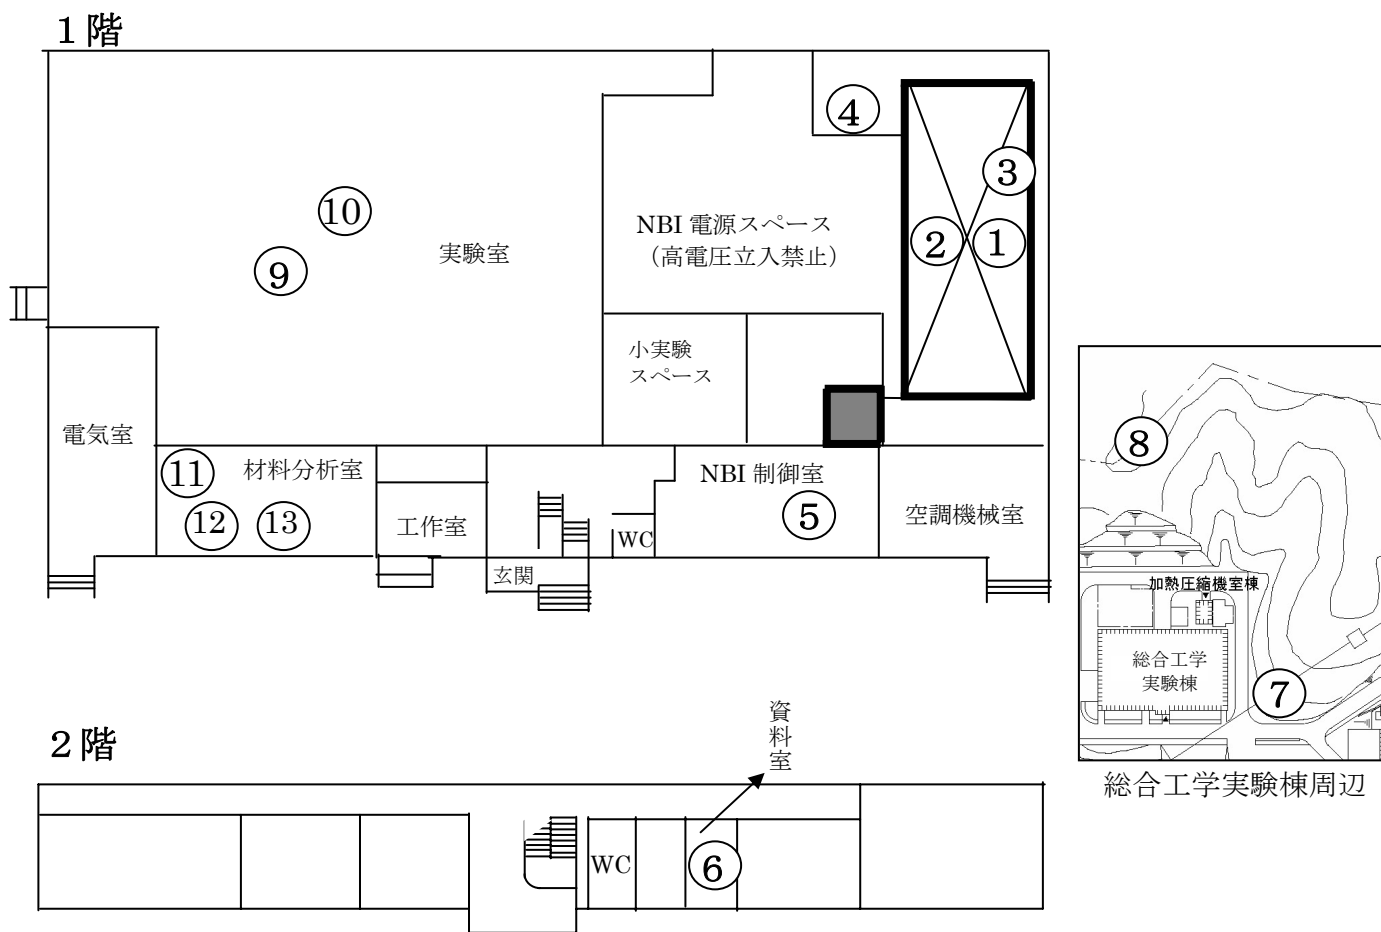 1階
④
③
⑩
実験室
NBI 電源スペース
（高電圧立入禁止）
②
①
⑨
小実験
スペース
電気室
⑪
材料分析室
⑫
⑬
工作室
玄関
WC
NBI 制御室
⑤
空調機械室
⑧
加熱圧縮機室棟
総合工学
実験棟
⑦
総合工学実験棟周辺
2階
資料室
WC
⑥